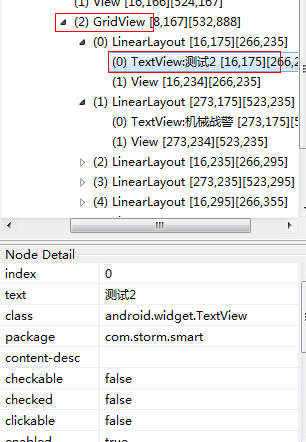 (1) View [16,166][524,167]
(2) GridView [8,167][532,888]
(0) LinearLayout [16,175][266,235]
(0) TextView:测试2 [16,175][266,2
(1) View [16,234][266,235]
(1) LinearLayout [273,175][523,235]
(0) TextView:机械战警 [273,175][5
(1) View [273,234][523,235]
(2) LinearLayout [16,235][266,295]
(3) LinearLayout [273,235][523,295]
(4) LinearLayout [16,295][266,355]
Node Detail
index 0
text 测试2
class android.widget.TextView
package com.storm.smart
content-desc
checkable false
checked false
clickable false
enabled true